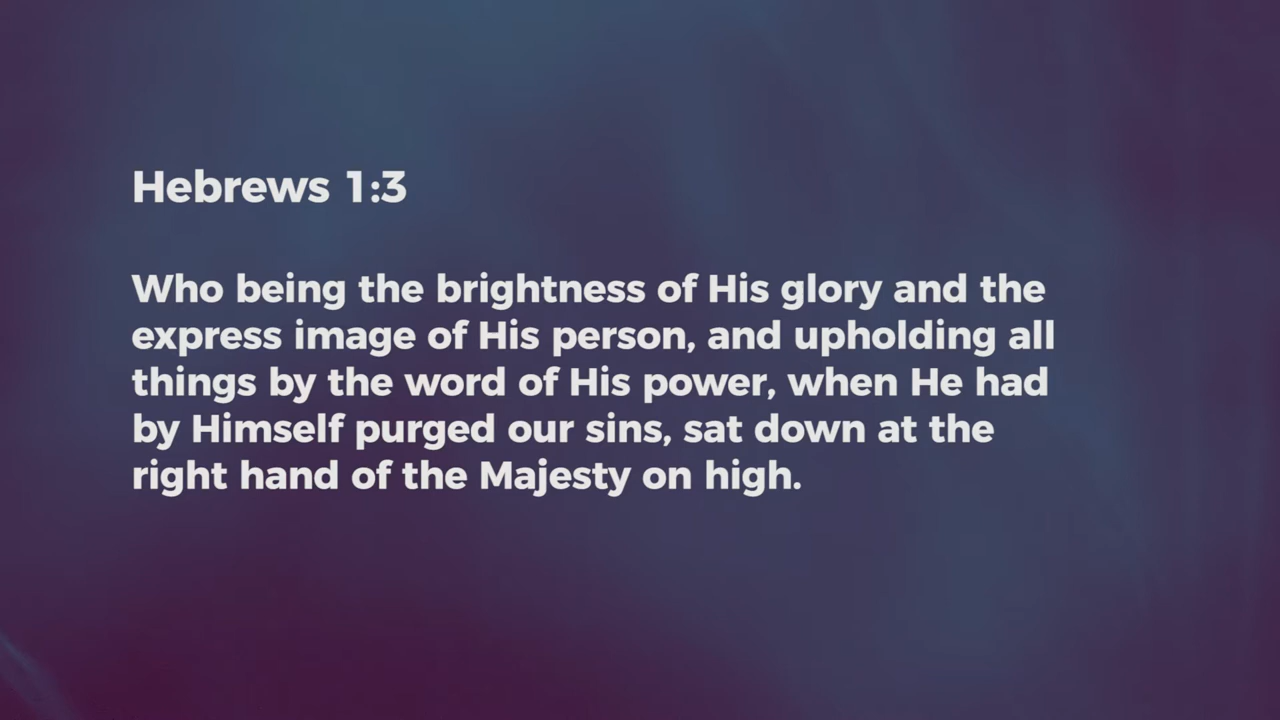 Hebrews 1:3
Who being the brightness of His glory and the
express image of His person, and upholding all
things by the word of His power, when He had
by Himself purged our sins, sat down at the
right hand of the Majesty on high.